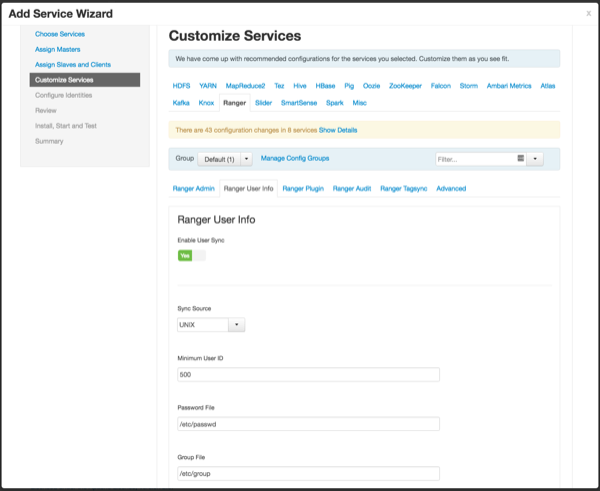 Add Service Wizard x
Choose Services
Assign Masters
Assign Slaves and Clients
Customize Services
Configure Identities
Review
Install, Start and Test
Summary
Customize Services
We have come up with recommended configurations for the services you selected. Customize them as you see fit.
HDFS YARN MapReduce2 Tez Hive HBase Pig Oozie ZooKeeper Falcon Storm Ambari Metrics Atlas
Kafka Knox Ranger Slider SmartSense Spark Misc
There are 43 configuration changes in 8 services Show Details
Group Default (1) Manage Config Groups Filter...
Ranger Admin Ranger User Info Ranger Plugin Ranger Audit Ranger Tagsync Advanced
Ranger User Info
Enable User Sync
Yes
Sync Source
UNIX
Minimum User ID
500
Password File
/etc/passwd
Group File
/etc/group